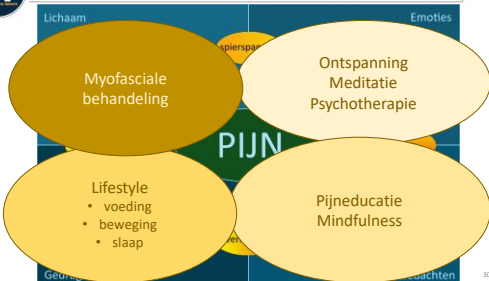 Lichaam
Emoties
Myofasciale
behandeling
Ontspanning
Meditatie
Psychotherapie
PIJN
Lifestyle
• voeding
• beweging
• slaap
Pijneducatie
Mindfulness
30